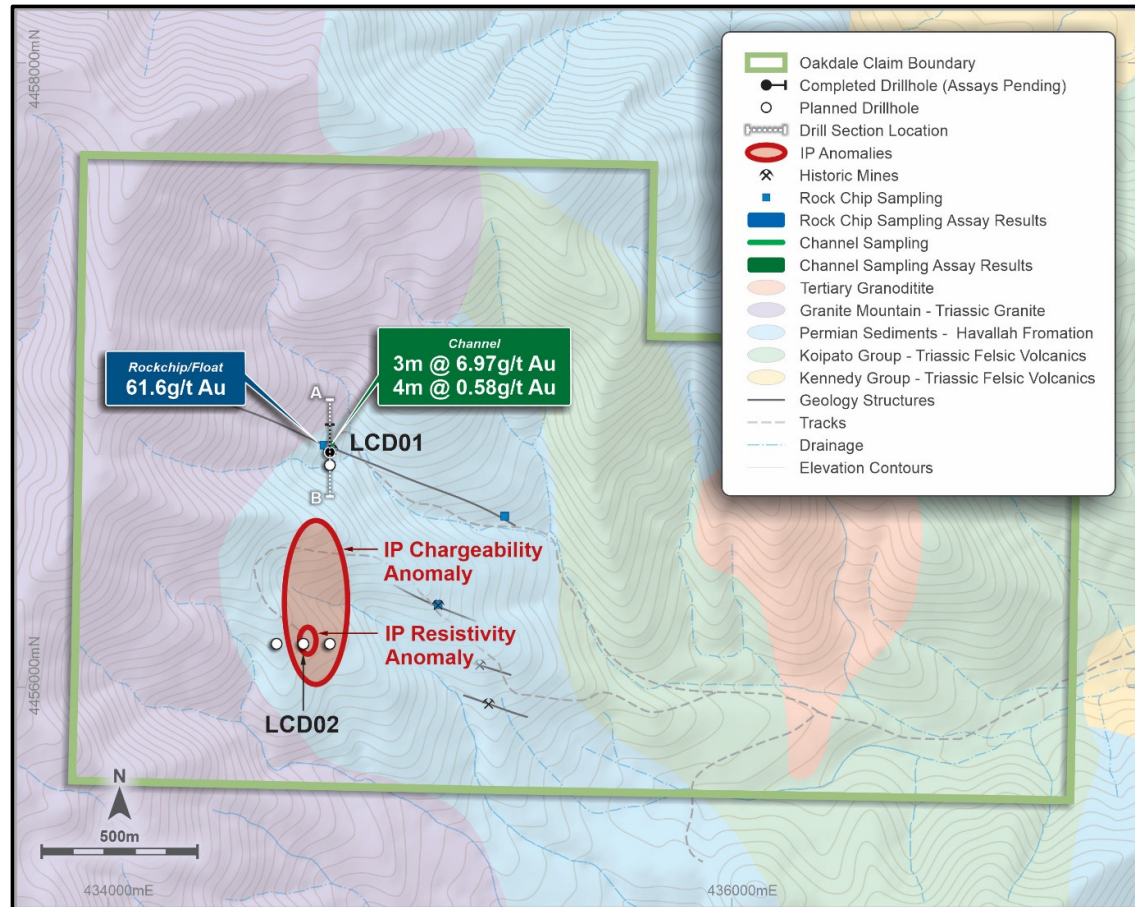 4458000mN
Oakdale Claim Boundary
Completed Drillhole (Assays Pending)
Planned Drillhole
Drill Section Location
IP Anomalies
Historic Mines
Rock Chip Sampling
Rock Chip Sampling Assay Results
Channel Sampling
Channel Sampling Assay Results
Tertiary Granoditite
Granite Mountain - Triassic Granite
Permian Sediments - Havallah Fromation
Koipato Group - Triassic Felsic Volcanics
Kennedy Group - Triassic Felsic Volcanics
Geology Structures
Tracks
Drainage
Elevation Contours
Rockchip/Float
61.6g/t Au
Channel
3m @ 6.97g/t Au
4m @ 0.58g/t Au
A
LCD01
B
IP Chargeability
Anomaly
IP Resistivity
Anomaly
4456000mN
LCD02
N
500m
434000mE
436000mE